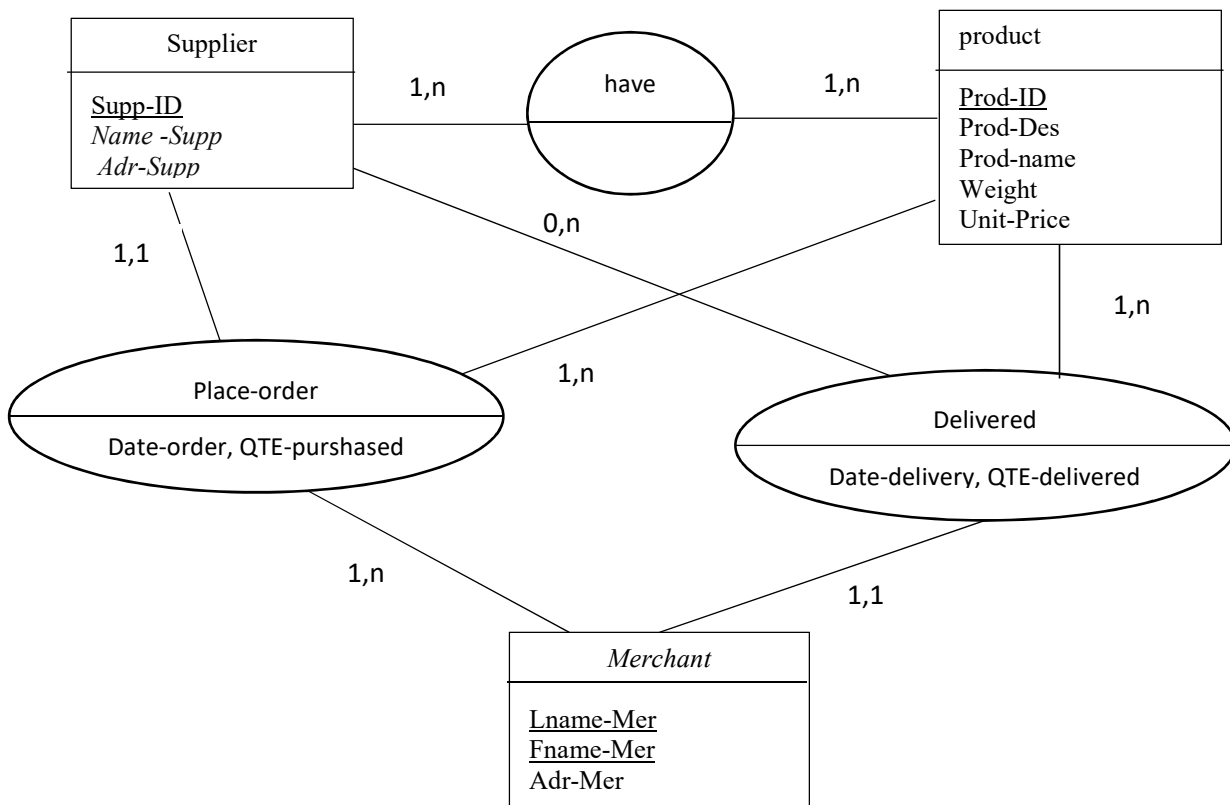 Supplier
Supp-ID
Name -Supp
Adr-Supp
1,n
have
1,n
product
Prod-ID
Prod-Des
Prod-name
Weight
Unit-Price
1,1
0,n
1,n
1,n
Place-order
Date-order, QTE-purshased
Delivered
Date-delivery, QTE-delivered
1,n
1,1
Merchant
Lname-Mer
Fname-Mer
Adr-Mer